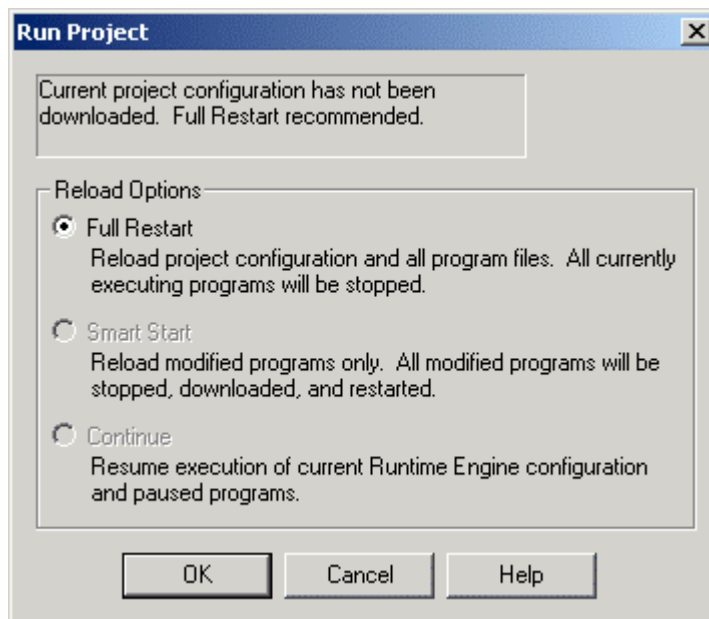 Run Project
Current project configuration has not been
downloaded.  Full Restart recommended.
Reload Options
Full Restart
Reload project configuration and all program files.  All currently
executing programs will be stopped.
Smart Start
Reload modified programs only.  All modified programs will be
stopped, downloaded, and restarted.
Continue
Resume execution of current Runtime Engine configuration
and paused programs.
OK Cancel Help